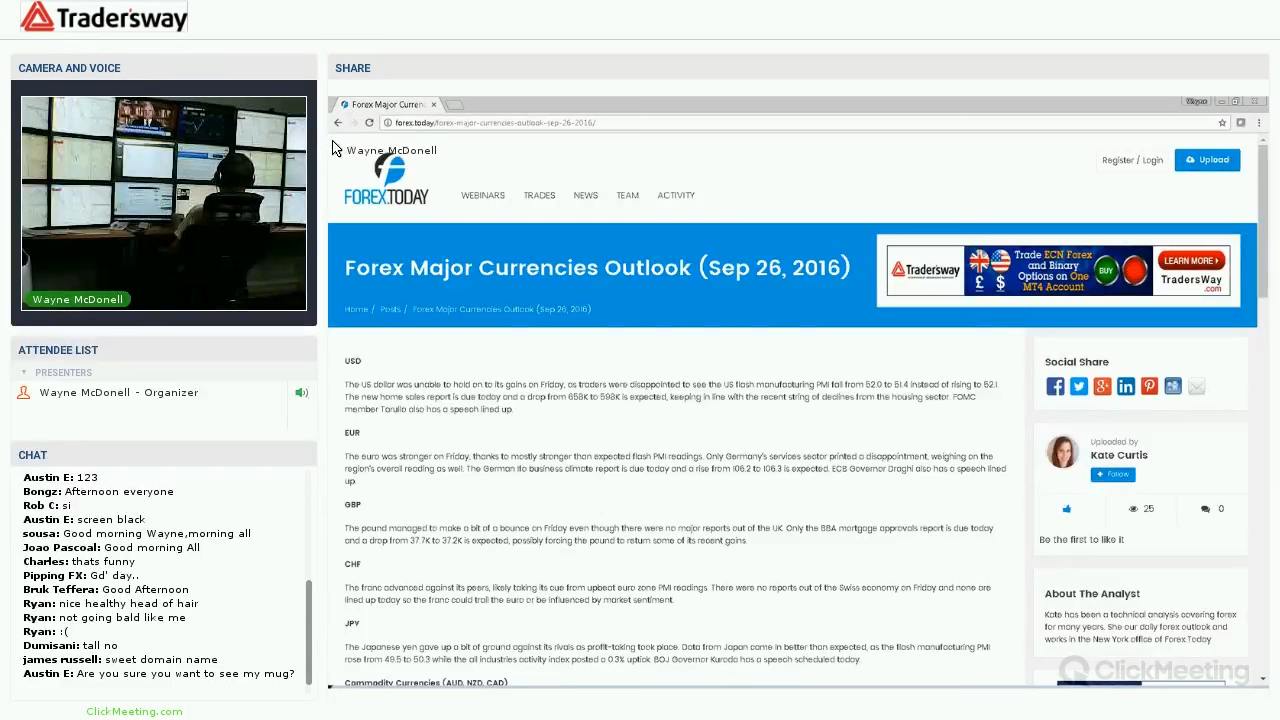 Tradersway
CAMERA AND VOICE
Wayne McDonell
ATTENDEE LIST
PRESENTERS
Wayne McDonell - Organizer
CHAT
Austin E: 123
Bongz: Afternoon everyone
Rob C: si
Austin E: screen black
sousa: Good morning Wayne,morning all
Joao Pascoal: Good morning All
Charles: thats funny
Pipping FX: Gd' day..
Bruk Teffera: Good Afternoon
Ryan: nice healthy head of hair
Ryan: not going bald like me
Ryan: :(
Dumisani: tall no
james russell: sweet domain name
Austin E: Are you sure you want to see my mug?
ClickMeeting.com
SHARE
Forex Major Curren
Wayne
forex.today/forex-major-currencies-outlook-sep-26-2016/
Wayne McDonell
FOREX.TODAY
WEBINARS TRADES NEWS TEAM ACTIVITY
Register / Login
Upload
Forex Major Currencies Outlook (Sep 26, 2016)
Home / Posts / Forex Major Currencies Outlook (Sep 26, 2016)
Tradersway
Trade ECN Forex
and Binary
Options on One
MT4 Account
BUY
LEARN MORE
TradersWay
.com
USD
The US dollar was unable to hold on to its gains on Friday, as traders were disappointed to see the US flash manufacturing PMI fall from 52.0 to 51.4 instead of rising to 52.1.
The new home sales report is due today and a drop from 658K to 598K is expected, keeping in line with the recent string of declines from the housing sector. FOMC
member Tarullo also has a speech lined up.
EUR
The euro was stronger on Friday, thanks to mostly stronger than expected flash PMI readings. Only Germany's services sector printed a disappointment, weighing on the
region's overall reading as well. The German Ifo business climate report is due today and a rise from 106.2 to 106.3 is expected. ECB Governor Draghi also has a speech lined
up.
GBP
The pound managed to make a bit of a bounce on Friday even though there were no major reports out of the UK. Only the BBA mortgage approvals report is due today
and a drop from 37.7K to 37.2K is expected, possibly forcing the pound to return some of its recent gains.
CHF
The franc advanced against its peers, likely taking its cue from upbeat euro zone PMI readings. There were no reports out of the Swiss economy on Friday and none are
lined up today so the franc could trail the euro or be influenced by market sentiment.
JPY
The Japanese yen gave up a bit of ground against its rivals as profit-taking took place. Data from Japan came in better than expected, as the flash manufacturing PMI
rose from 49.5 to 50.3 while the all industries activity index posted a 0.3% uptick. BOJ Governor Kuroda has a speech scheduled today.
Commodity Currencies (AUD, NZD, CAD)
Social Share
Uploaded by
Kate Curtis
+ Follow
25
0
Be the first to like it
About The Analyst
Kate has been a technical analysis covering forex
for many years. She our daily forex outlook and
works in the New York office of Forex Today
ClickMeeting